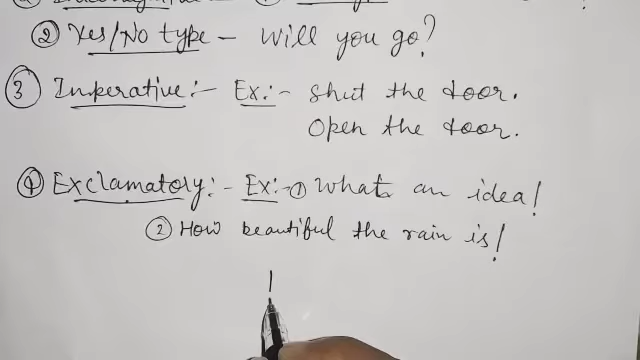 ② Yes/No type - Will you go?
③ Imperative:- Ex:- Shut the door.
Open the door.
④ Exclamatory:- Ex:- ① What an idea!
② How beautiful the rain is!